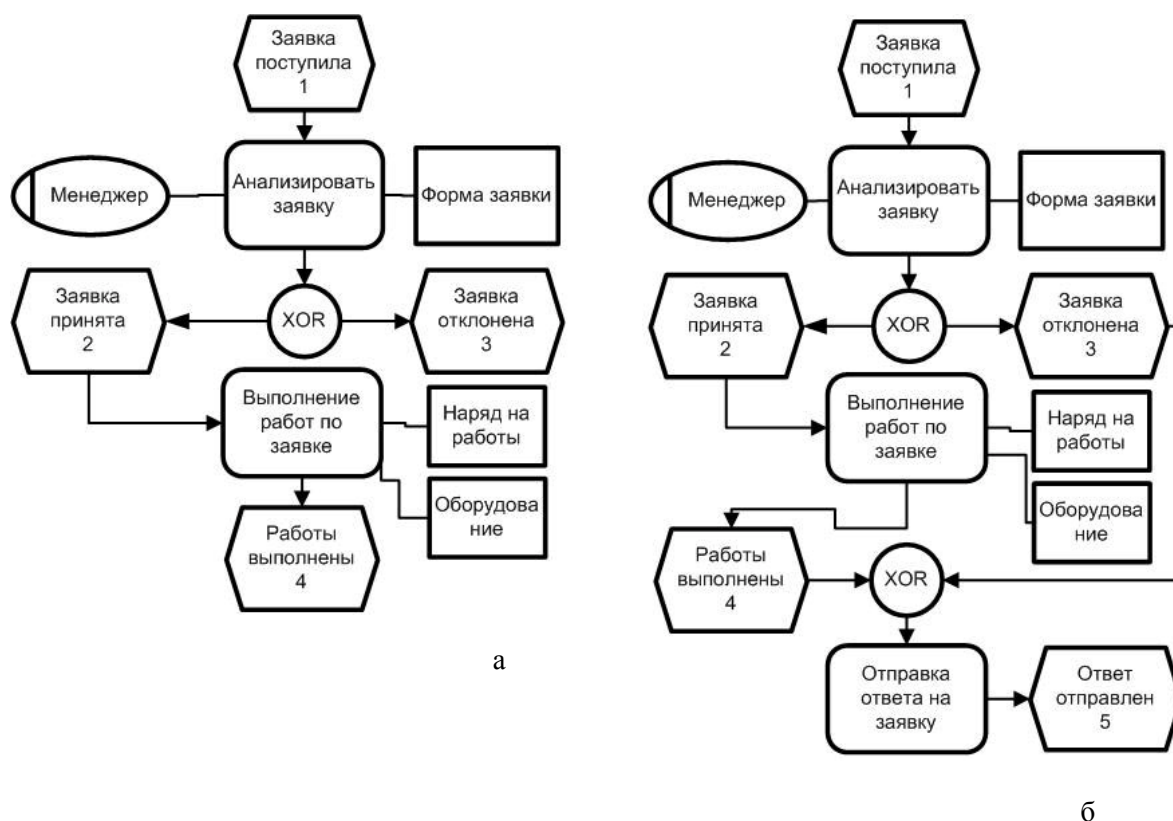 Заявка
поступила
1
Менеджер
Анализировать
заявку
Форма заявки
Заявка
принята
2
XOR
Заявка
отклонена
3
Выполнение
работ по
заявке
Наряд на
работы
Оборудова
ние
Работы
выполнены
4
а
Заявка
поступила
1
Менеджер
Анализировать
заявку
Форма заявки
Заявка
принята
2
XOR
Заявка
отклонена
3
Выполнение
работ по
заявке
Наряд на
работы
Оборудова
ние
Работы
выполнены
4
XOR
Отправка
ответа на
заявку
Ответ
отправлен
5
б